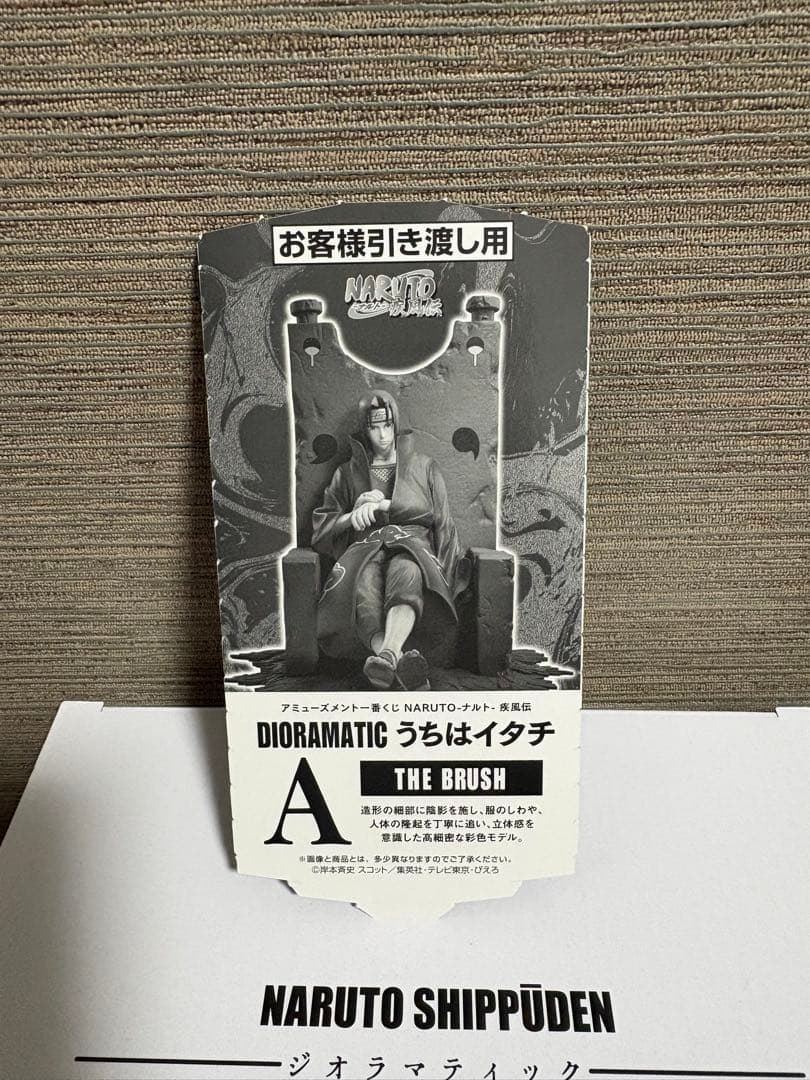 お客様引き渡し用
NARUTO
ナルト 疾風伝
アミューズメント一番くじ NARUTO-ナルト- 疾風伝
DIORAMATIC うちはイタチ
A
THE BRUSH
造形の細部に陰影を施し、服のしわや、
人体の隆起を丁寧に追い、立体感を
意識した高細密な彩色モデル。
※画像と商品とは、多少異なりますのでご了承ください。
©岸本斉史 スコット／集英社・テレビ東京・ぴえろ
NARUTO SHIPPŪDEN
ジオラマティック